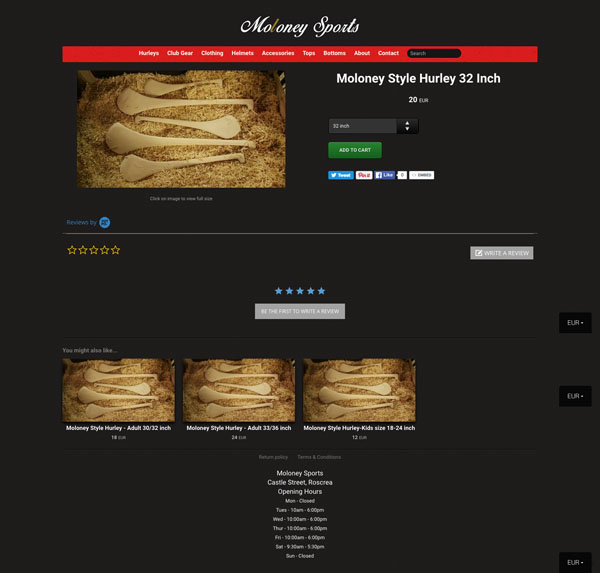 Moloney Sports
Hurleys Club Gear Clothing Helmets Accessories Tops Bottoms About Contact Search
Moloney Style Hurley 32 Inch
20 EUR
32 inch
ADD TO CART
Tweet Pin it Like 0 EMBED
Click on image to view full size
Reviews by
WRITE A REVIEW
BE THE FIRST TO WRITE A REVIEW
EUR
You might also like...
EUR
Moloney Style Hurley - Adult 30/32 inch Moloney Style Hurley - Adult 33/36 inch Moloney Style Hurley-Kids size 18-24 inch
18 EUR 24 EUR 12 EUR
Return policy Terms & Conditions
Moloney Sports
Castle Street, Roscrea
Opening Hours
Mon - Closed
Tues - 10am - 6:00pm
Wed - 10:00am - 6:00pm
Thur - 10:00am - 6:00pm
Fri - 10:00am - 6:00pm
Sat - 9:30am - 5:30pm
Sun - Closed
EUR